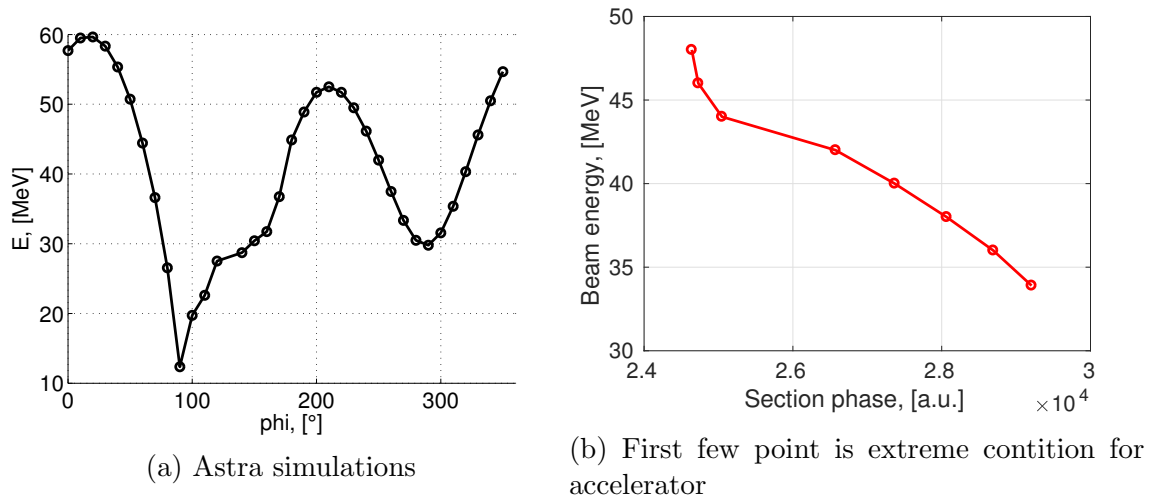 60
50
40
30
20
10
E, [MeV]
0
100
200
300
phi, [°]
(a) Astra simulations
50
45
40
35
30
Beam energy, [MeV]
2.4
2.6
2.8
3
Section phase, [a.u.]
×10⁴
(b) First few point is extreme contition for
accelerator